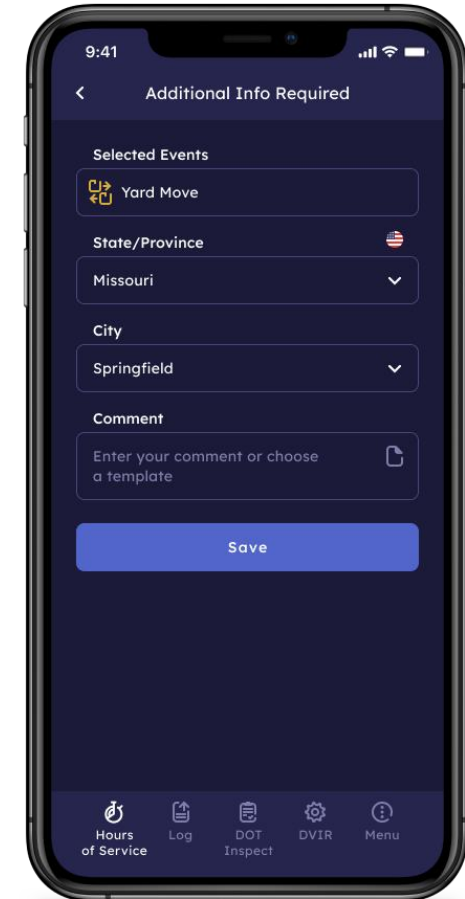 9:41
Additional Info Required
Selected Events
Yard Move
State/Province
Missouri
City
Springfield
Comment
Enter your comment or choose
a template
Save
Hours
of Service
Log
DOT
Inspect
DVIR
Menu